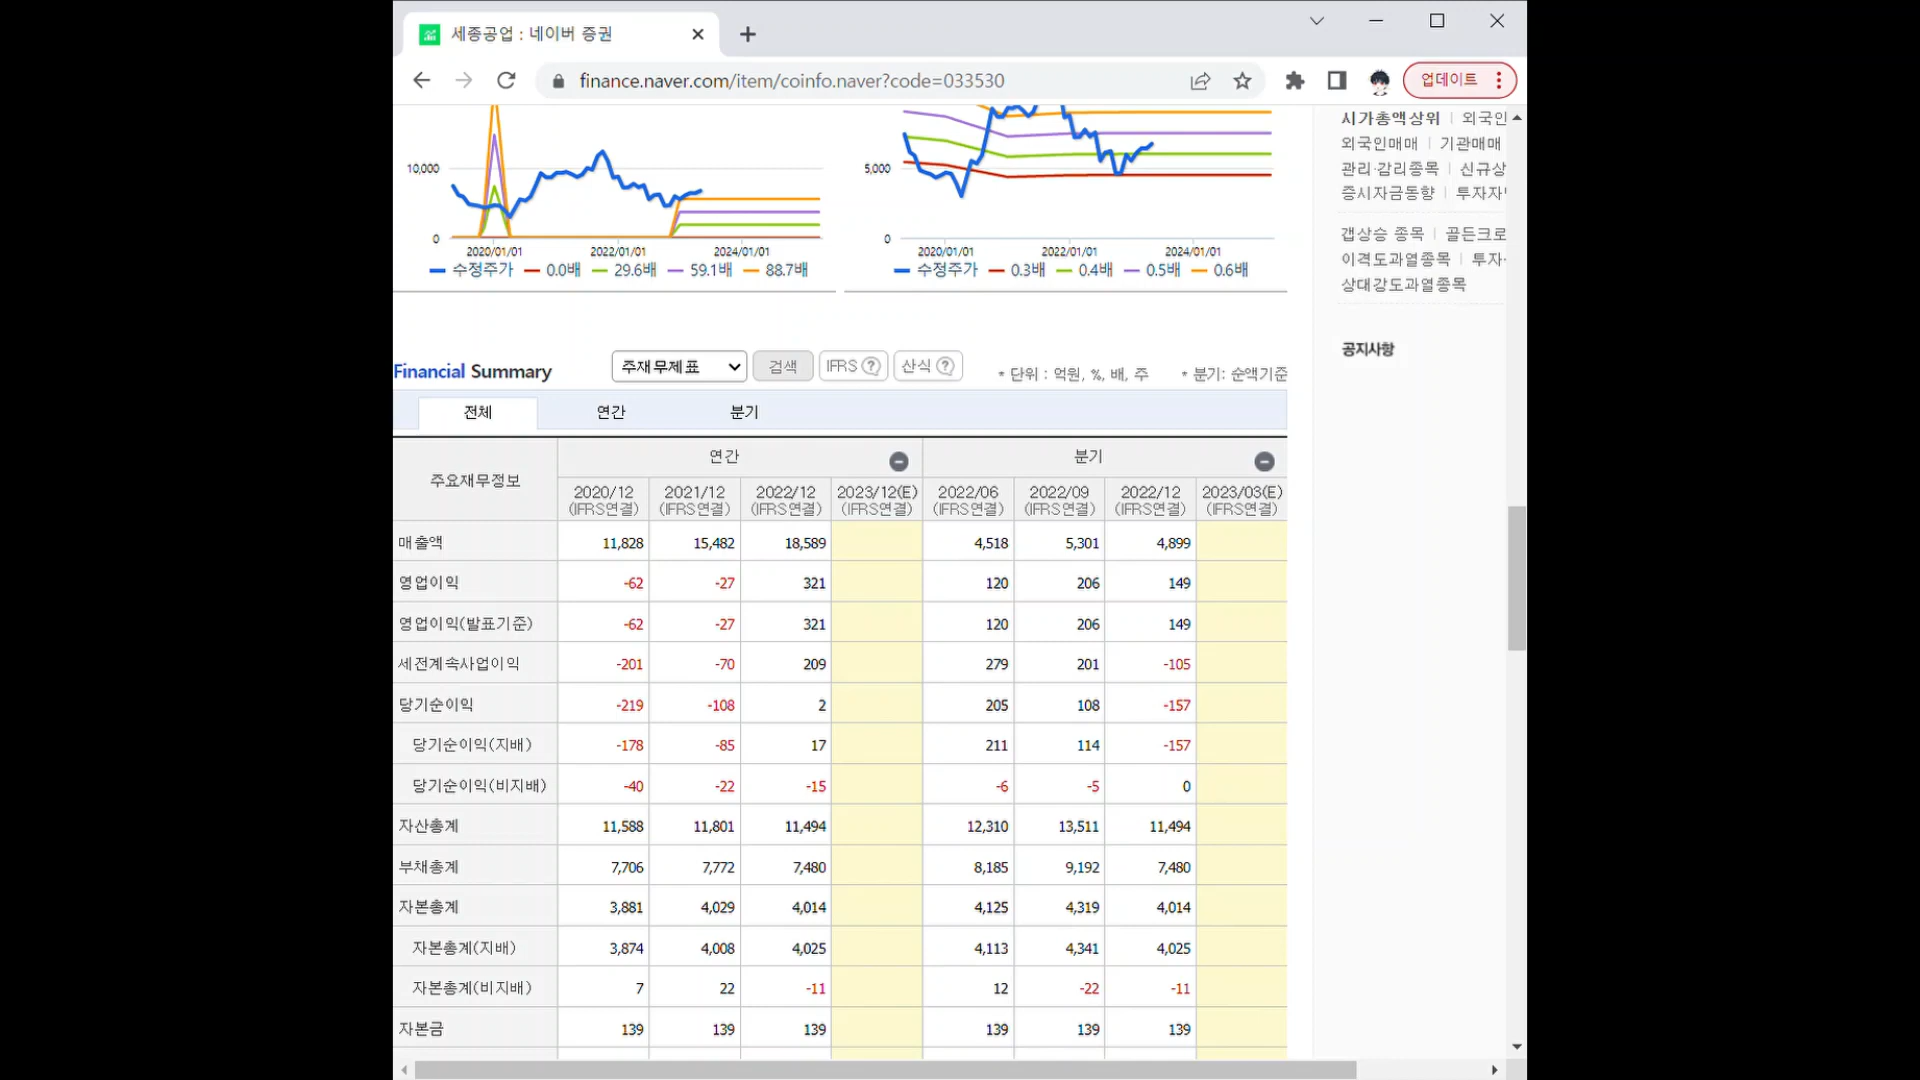 세종공업 : 네이버 증권
finance.naver.com/item/coinfo.naver?code=033530
업데이트
10,000
0
2020/01/01 2022/01/01 2024/01/01
수정주가 0.0배 29.6배 59.1배 88.7배
5,000
0
2020/01/01 2022/01/01 2024/01/01
수정주가 0.3배 0.4배 0.5배 0.6배
시가총액상위 외국인
외국인매매 기관매매
관리·감리종목 신규상
증시자금동향 투자자
갭상승 종목 골든크로
이격도과열종목 투자
상대강도과열종목
공지사항
Financial Summary 주재무제표 검색 IFRS ? 산식 ? * 단위 : 억원, %, 배, 주 * 분기: 순액기준
전체 연간 분기
주요재무정보 연간 분기
2020/12 2021/12 2022/12 2023/12(E) 2022/06 2022/09 2022/12 2023/03(E)
(IFRS연결) (IFRS연결) (IFRS연결) (IFRS연결) (IFRS연결) (IFRS연결) (IFRS연결) (IFRS연결)
매출액 11,828 15,482 18,589 4,518 5,301 4,899
영업이익 -62 -27 321 120 206 149
영업이익(발표기준) -62 -27 321 120 206 149
세전계속사업이익 -201 -70 209 279 201 -105
당기순이익 -219 -108 2 205 108 -157
당기순이익(지배) -178 -85 17 211 114 -157
당기순이익(비지배) -40 -22 -15 -6 -5 0
자산총계 11,588 11,801 11,494 12,310 13,511 11,494
부채총계 7,706 7,772 7,480 8,185 9,192 7,480
자본총계 3,881 4,029 4,014 4,125 4,319 4,014
자본총계(지배) 3,874 4,008 4,025 4,113 4,341 4,025
자본총계(비지배) 7 22 -11 12 -22 -11
자본금 139 139 139 139 139 139